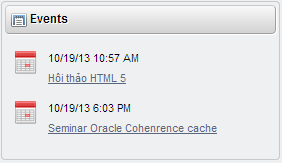 Events
10/19/13 10:57 AM
Hội thảo HTML 5
10/19/13 6:03 PM
Seminar Oracle Cohenrence cache